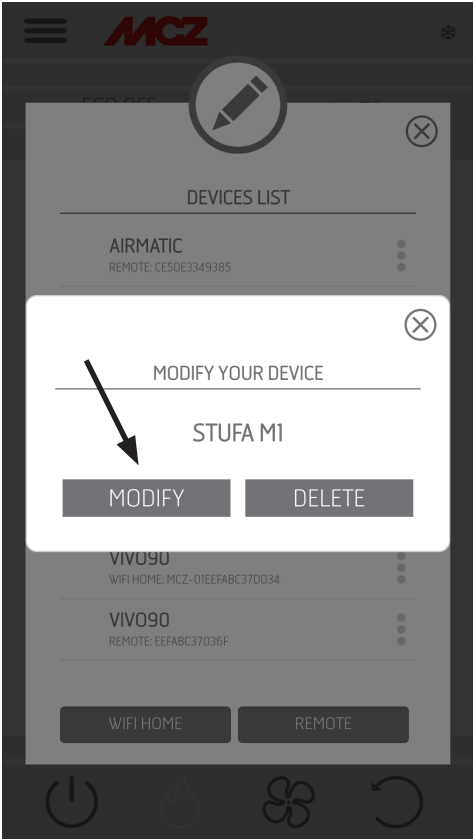 MCZ
DEVICES LIST
AIRMATIC
REMOTE: CE50E3349385
MODIFY YOUR DEVICE
STUFA M1
MODIFY
DELETE
VIVO90
WIFI HOME: MCZ-01EEFABC37D034
VIVO90
REMOTE: EEFABC37036F
WIFI HOME
REMOTE